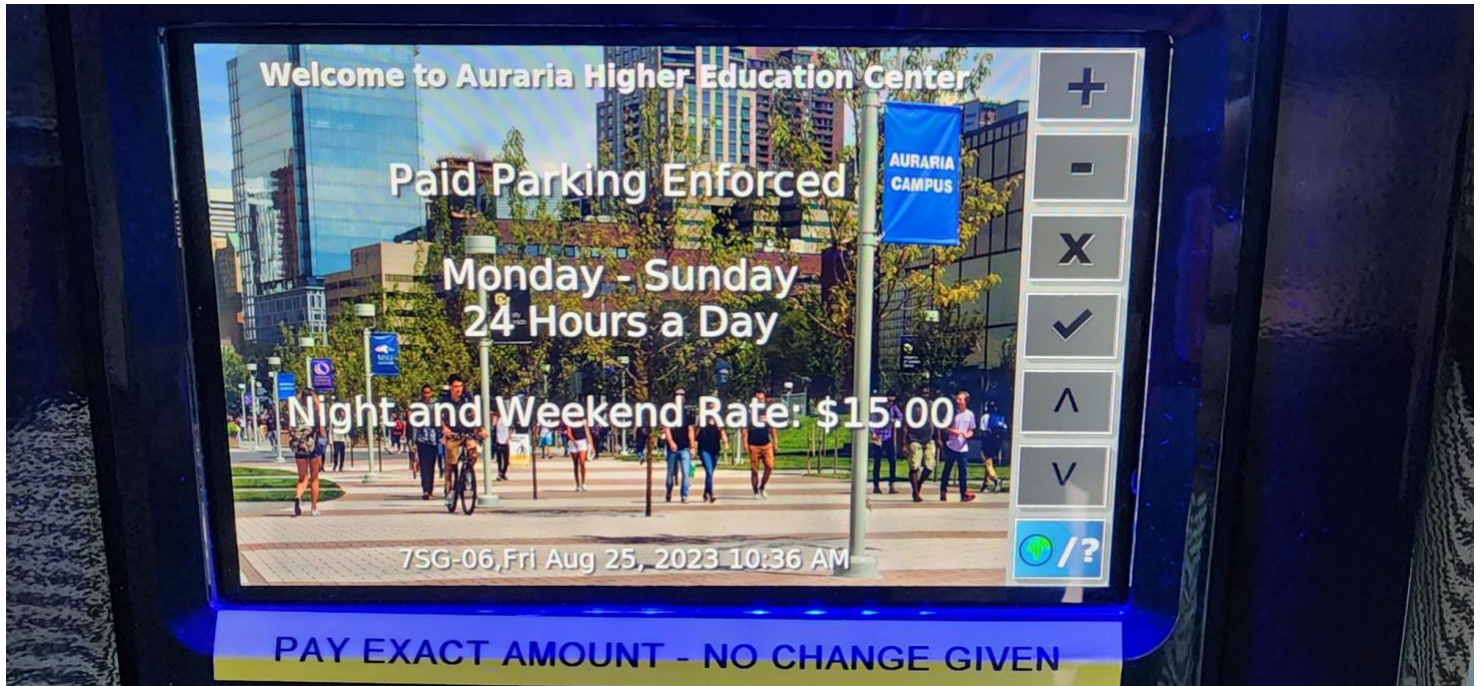 Welcome to Auraria Higher Education Center
AURARIA
CAMPUS
Paid Parking Enforced
Monday - Sunday
24 Hours a Day
Night and Weekend Rate: $15.00
7SG-06,Fri Aug 25, 2023 10:36 AM
+
-
X
/?
PAY EXACT AMOUNT - NO CHANGE GIVEN